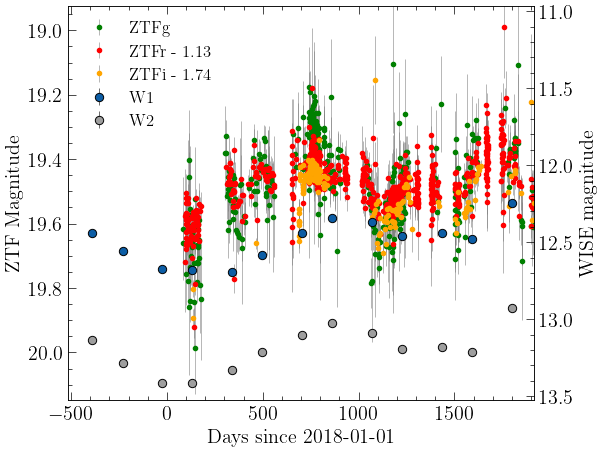 ZTFg
ZTFr - 1.13
ZTFi - 1.74
W1
W2
ZTF Magnitude
19.0
19.2
19.4
19.6
19.8
20.0
WISE magnitude
11.0
11.5
12.0
12.5
13.0
13.5
−500
0
500
1000
1500
Days since 2018-01-01